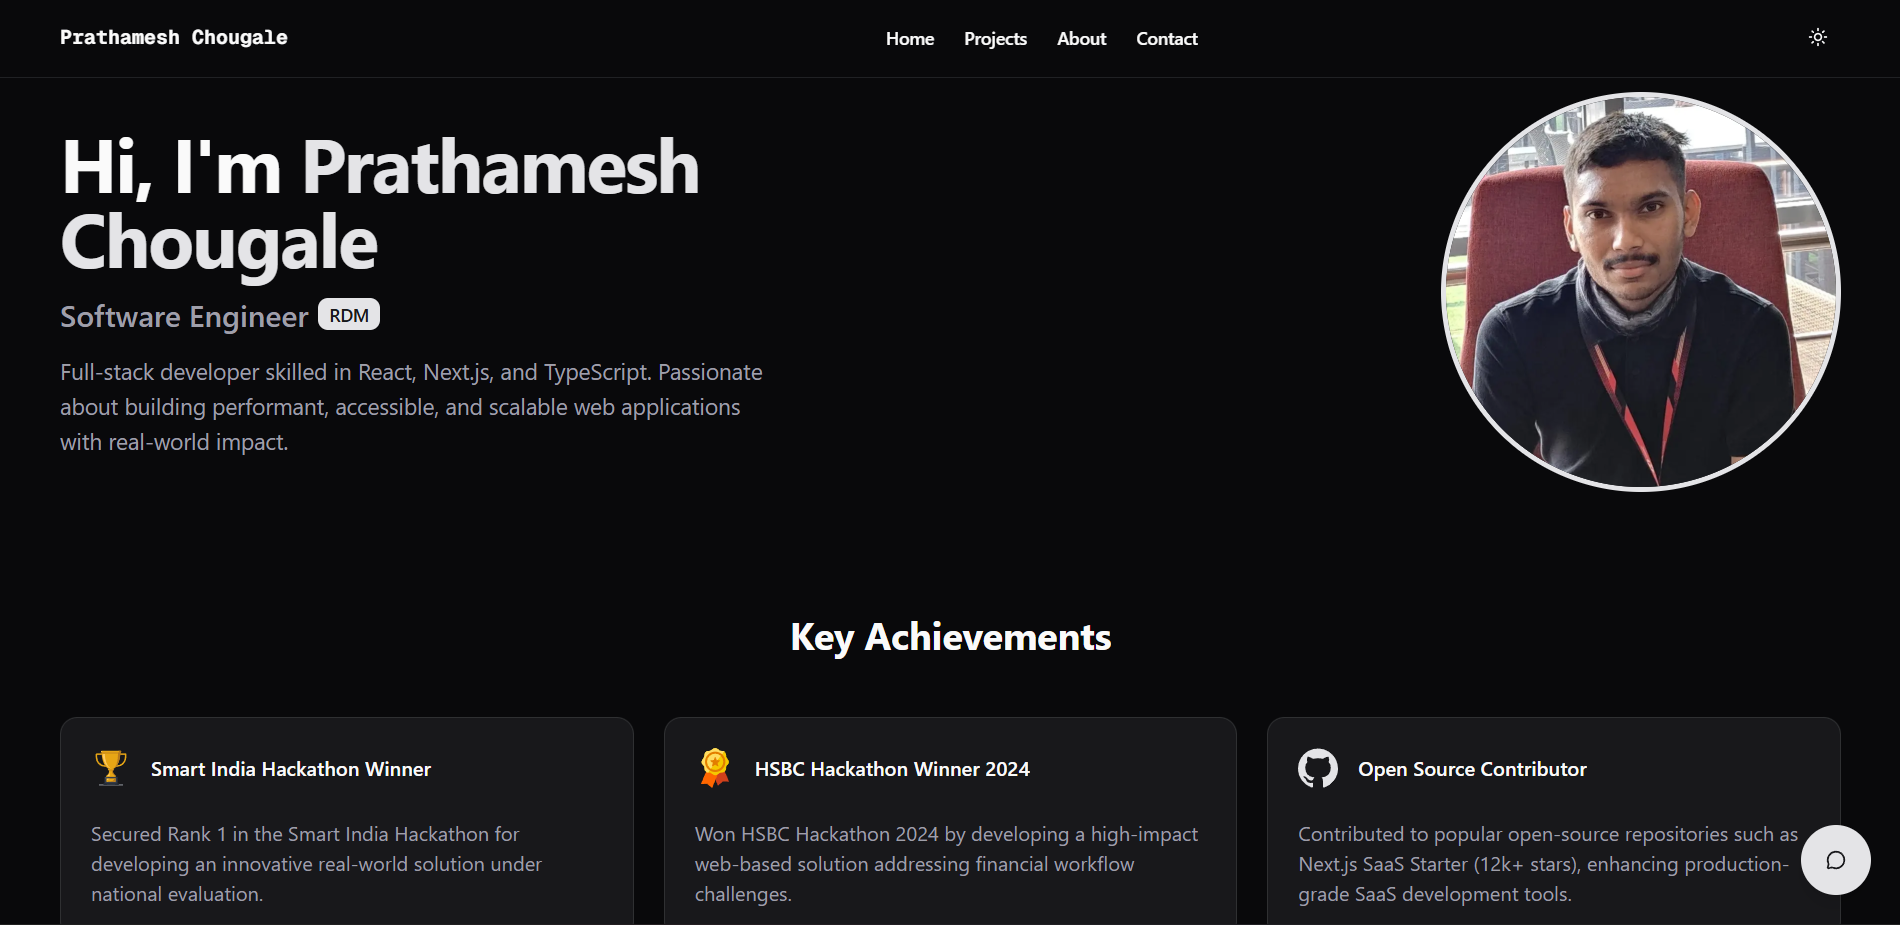 Prathamesh Chougale
Home Projects About Contact
Hi, I'm Prathamesh
Chougale
Software Engineer RDM
Full-stack developer skilled in React, Next.js, and TypeScript. Passionate
about building performant, accessible, and scalable web applications
with real-world impact.
Key Achievements
Smart India Hackathon Winner
Secured Rank 1 in the Smart India Hackathon for
developing an innovative real-world solution under
national evaluation.
HSBC Hackathon Winner 2024
Won HSBC Hackathon 2024 by developing a high-impact
web-based solution addressing financial workflow
challenges.
Open Source Contributor
Contributed to popular open-source repositories such as
Next.js SaaS Starter (12k+ stars), enhancing production-
grade SaaS development tools.